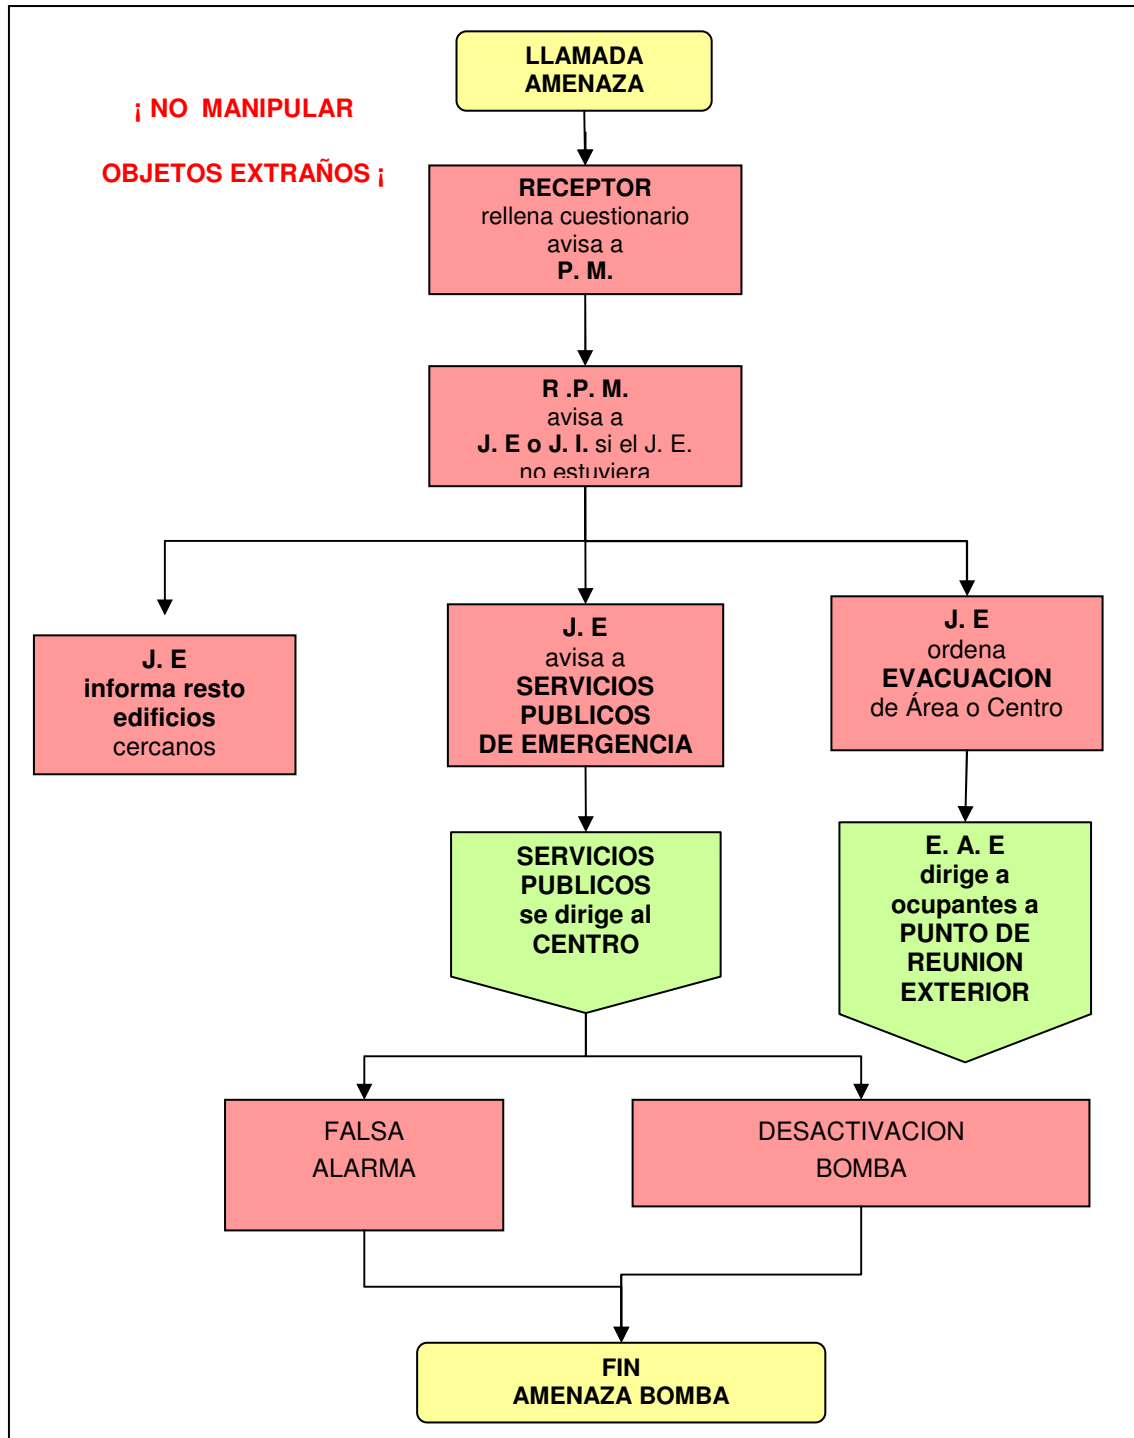 LLAMADA
AMENAZA
¡ NO MANIPULAR
OBJETOS EXTRAÑOS ¡
RECEPTOR
rellena cuestionario
avisa a
P. M.
R .P. M.
avisa a
J. E o J. I. si el J. E.
no estuviera
J. E
informa resto
edificios
cercanos
J. E
avisa a
SERVICIOS
PUBLICOS
DE EMERGENCIA
J. E
ordena
EVACUACION
de Área o Centro
SERVICIOS
PUBLICOS
se dirige al
CENTRO
E. A. E
dirige a
ocupantes a
PUNTO DE
REUNION
EXTERIOR
FALSA
ALARMA
DESACTIVACION
BOMBA
FIN
AMENAZA BOMBA